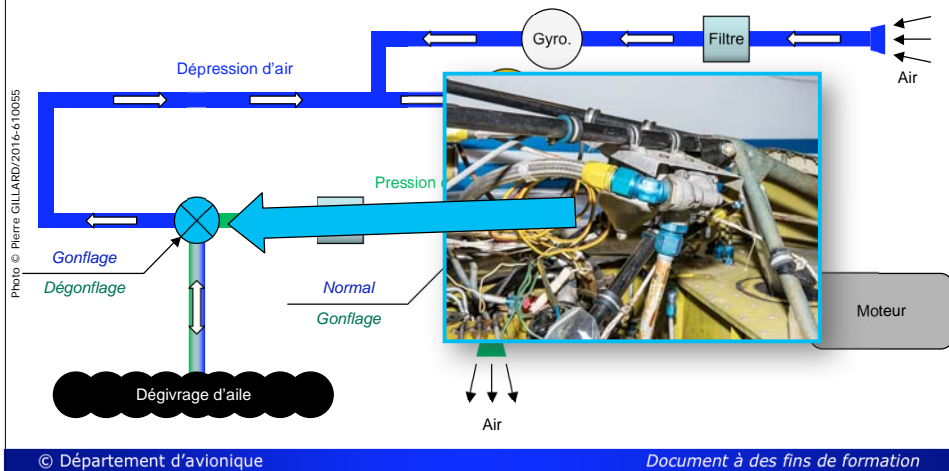 Gyro.
Filtre
Dépression d'air
Air
Photo © Pierre GILLARD/2016-610055
Pression
Gonflage
Dégonflage
Normal
Gonflage
Moteur
Dégivrage d'aile
Air
© Département d'avionique
Document à des fins de formation